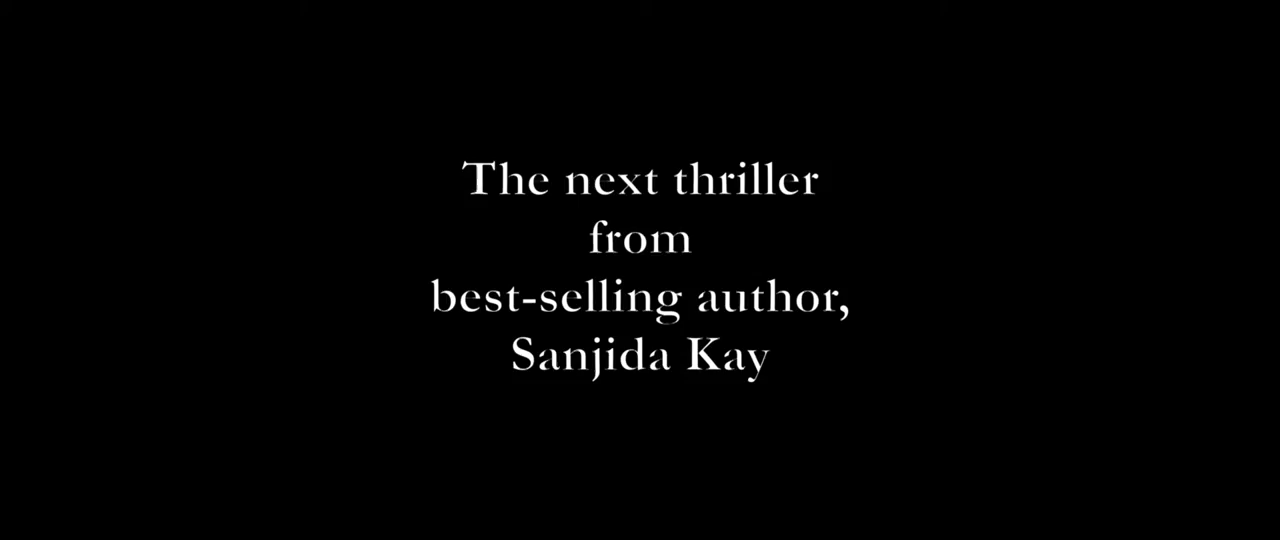 The next thriller
from
best-selling author,
Sanjida Kay